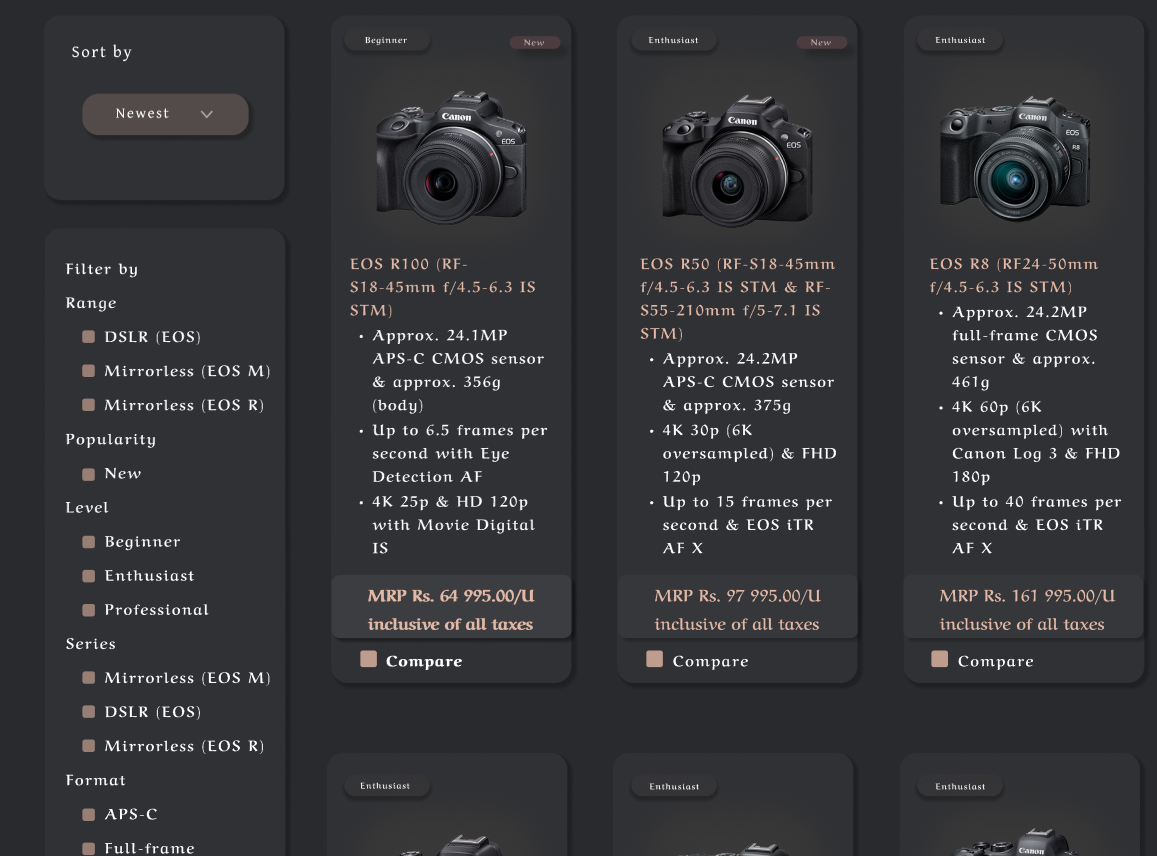 Sort by
Newest
Filter by
Range
DSLR (EOS)
Mirrorless (EOS M)
Mirrorless (EOS R)
Popularity
New
Level
Beginner
Enthusiast
Professional
Series
Mirrorless (EOS M)
DSLR (EOS)
Mirrorless (EOS R)
Format
APS-C
Full-frame
Beginner
New
Canon
EOS
EOS R100 (RF-
S18-45mm f/4.5-6.3 IS
STM)
• Approx. 24.1MP
APS-C CMOS sensor
& approx. 356g
(body)
• Up to 6.5 frames per
second with Eye
Detection AF
• 4K 25p & HD 120p
with Movie Digital
IS
MRP Rs. 64 995.00/U
inclusive of all taxes
Compare
Enthusiast
New
Canon
EOS
EOS R50 (RF-S18-45mm
f/4.5-6.3 IS STM & RF-
S55-210mm f/5-7.1 IS
STM)
• Approx. 24.2MP
APS-C CMOS sensor
& approx. 375g
• 4K 30p (6K
oversampled) & FHD
120p
• Up to 15 frames per
second & EOS iTR
AF X
MRP Rs. 97 995.00/U
inclusive of all taxes
Compare
Enthusiast
Canon
EOS
R8
EOS R8 (RF24-50mm
f/4.5-6.3 IS STM)
• Approx. 24.2MP
full-frame CMOS
sensor & approx.
461g
• 4K 60p (6K
oversampled) with
Canon Log 3 & FHD
180p
• Up to 40 frames per
second & EOS iTR
AF X
MRP Rs. 161 995.00/U
inclusive of all taxes
Compare
Enthusiast
Enthusiast
Enthusiast
Canon